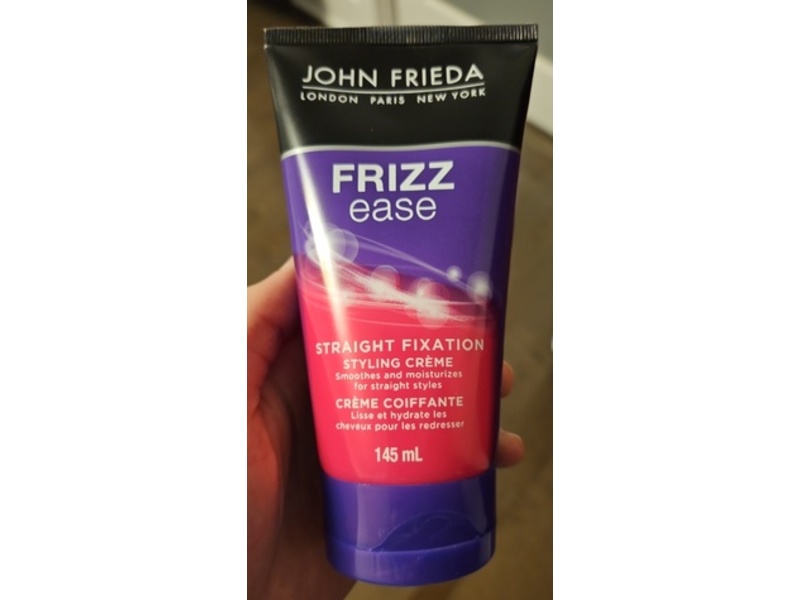 JOHN FRIEDA
LONDON PARIS NEW YORK
FRIZZ
ease
STRAIGHT FIXATION
STYLING CRÈME
Smoothes and moisturizes
for straight styles
CRÈME COIFFANTE
Lisse et hydrate les
cheveux pour les redresser
145 mL